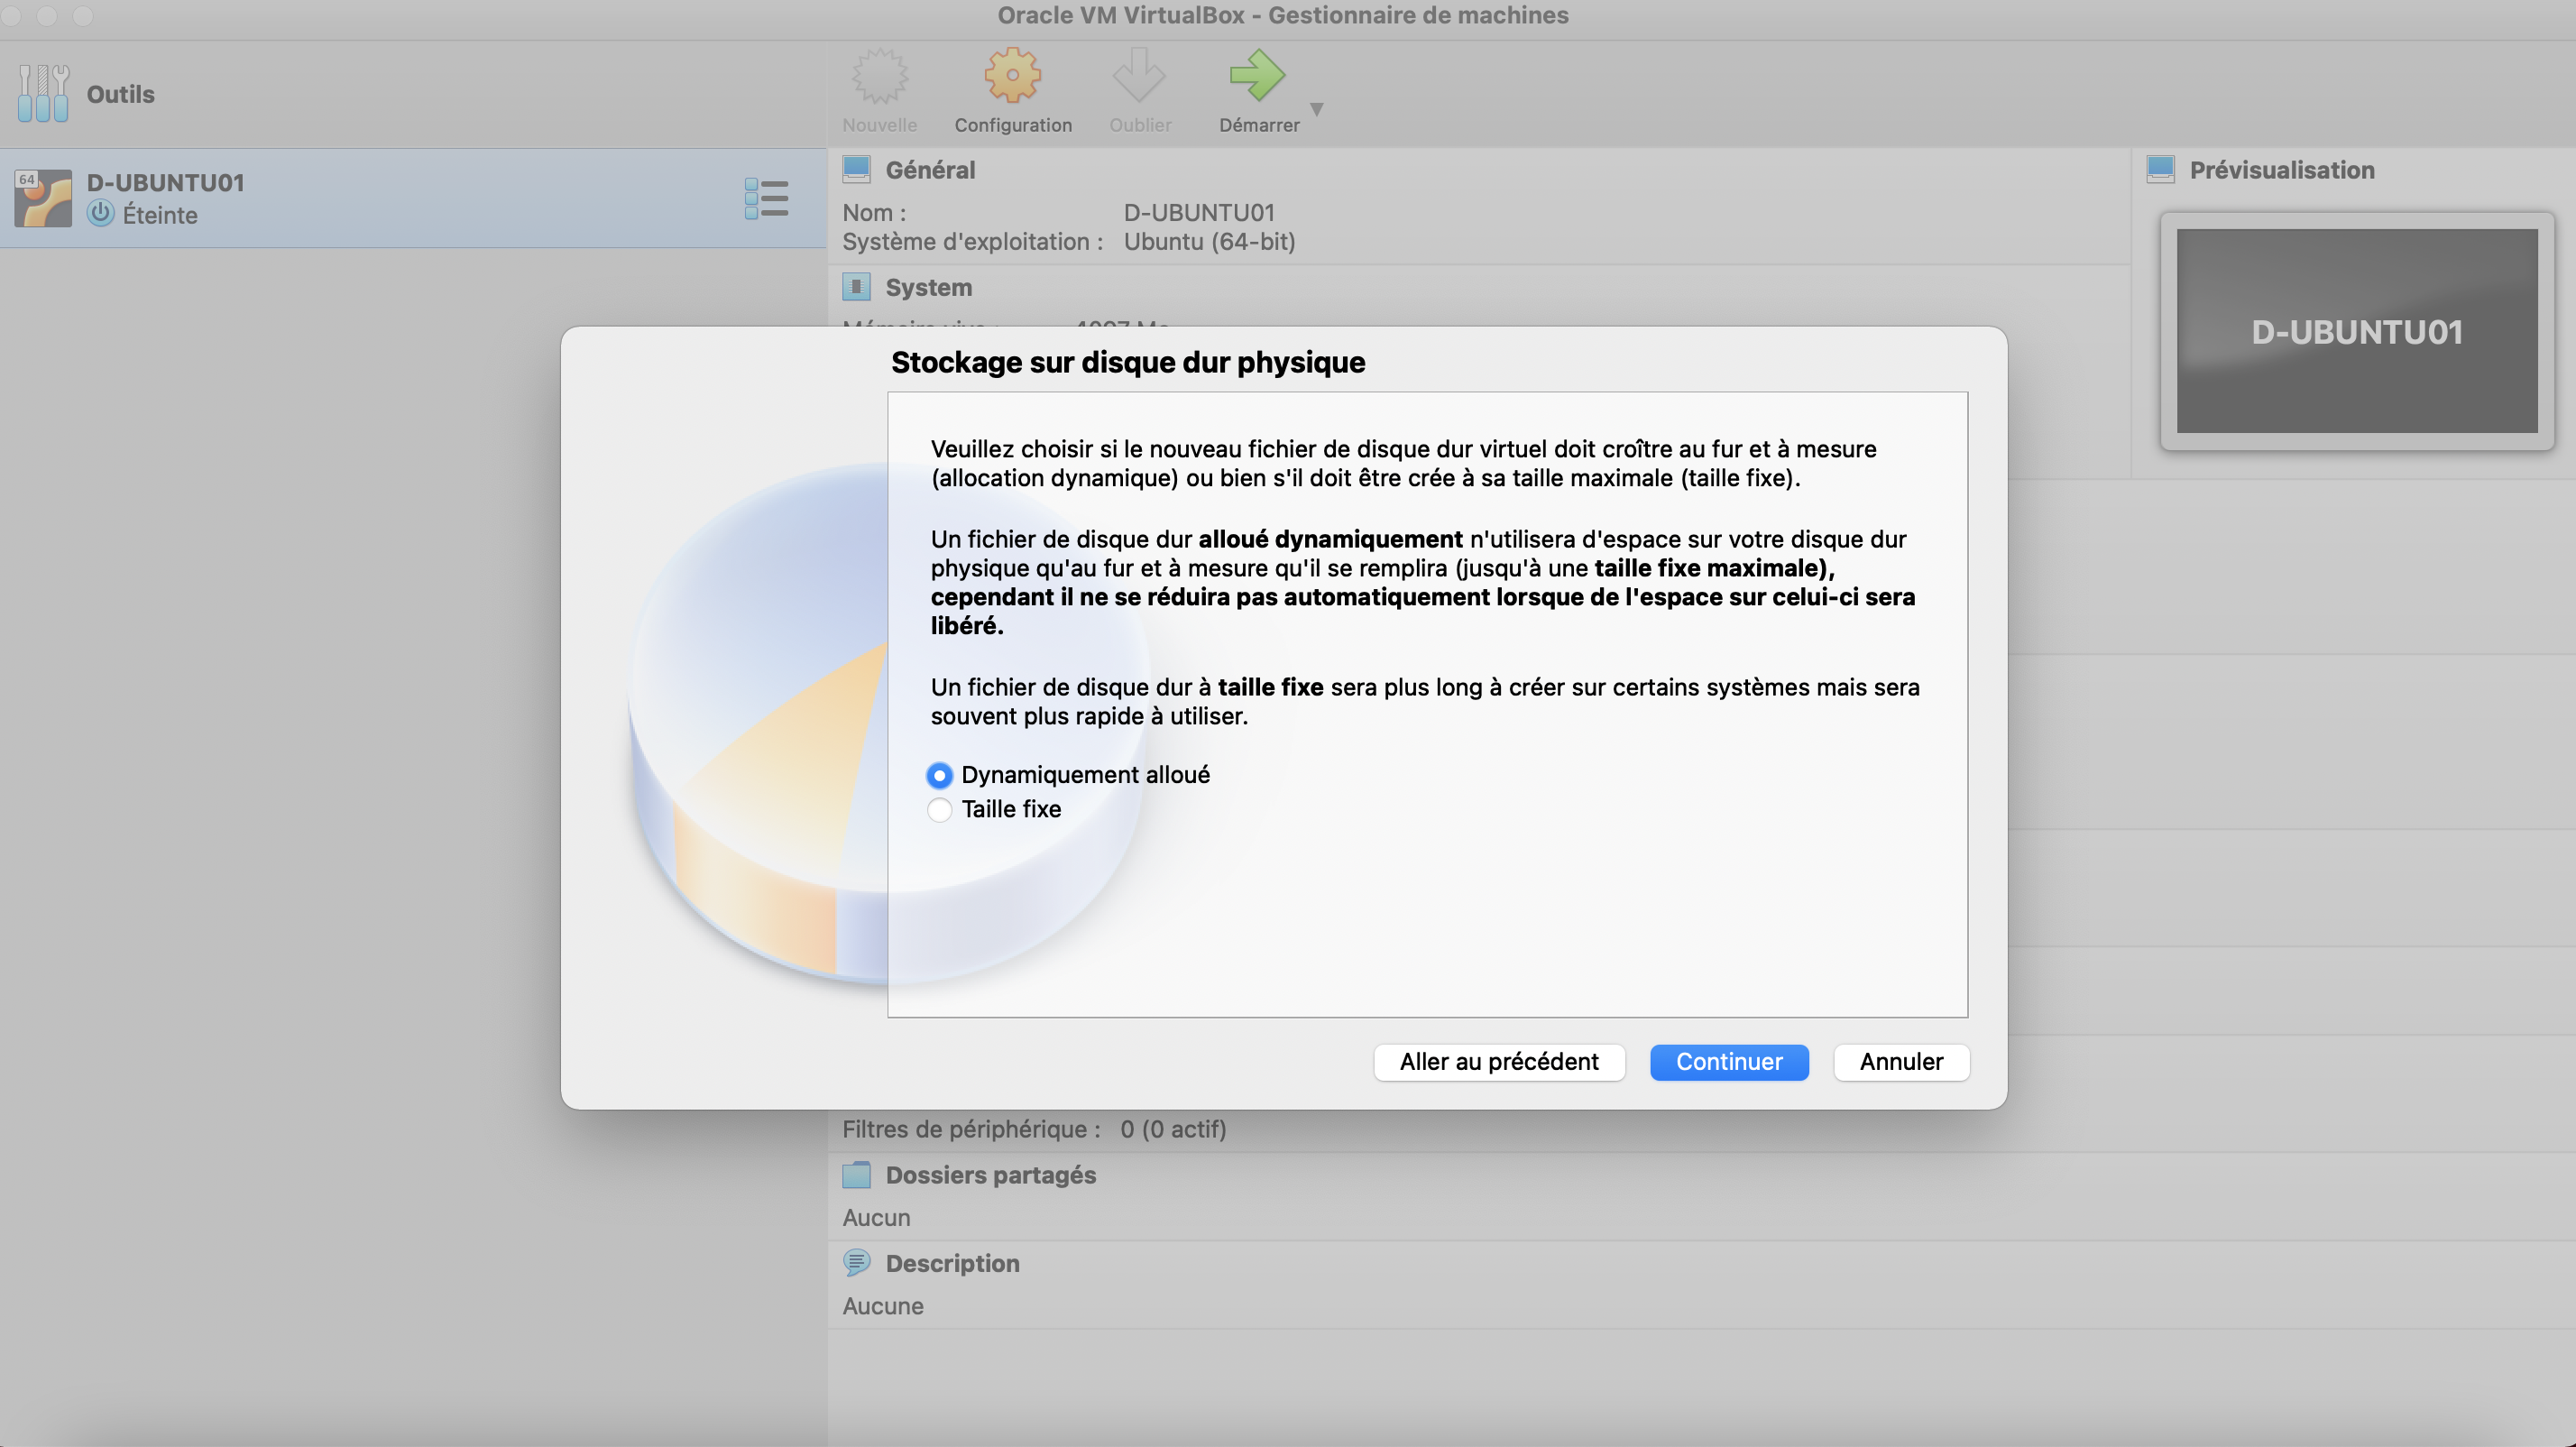 Oracle VM VirtualBox - Gestionnaire de machines
Outils
Nouvelle
Configuration
Oublier
Démarrer
64
D-UBUNTU01
Éteinte
Général
Nom :
D-UBUNTU01
Système d'exploitation :
Ubuntu (64-bit)
System
Prévisualisation
D-UBUNTU01
Stockage sur disque dur physique
Veuillez choisir si le nouveau fichier de disque dur virtuel doit croître au fur et à mesure
(allocation dynamique) ou bien s'il doit être crée à sa taille maximale (taille fixe).
Un fichier de disque dur alloué dynamiquement n'utilisera d'espace sur votre disque dur
physique qu'au fur et à mesure qu'il se remplira (jusqu'à une taille fixe maximale),
cependant il ne se réduira pas automatiquement lorsque de l'espace sur celui-ci sera
libéré.
Un fichier de disque dur à taille fixe sera plus long à créer sur certains systèmes mais sera
souvent plus rapide à utiliser.
Dynamiquement alloué
Taille fixe
Aller au précédent
Continuer
Annuler
Filtres de périphérique :
0 (0 actif)
Dossiers partagés
Aucun
Description
Aucune